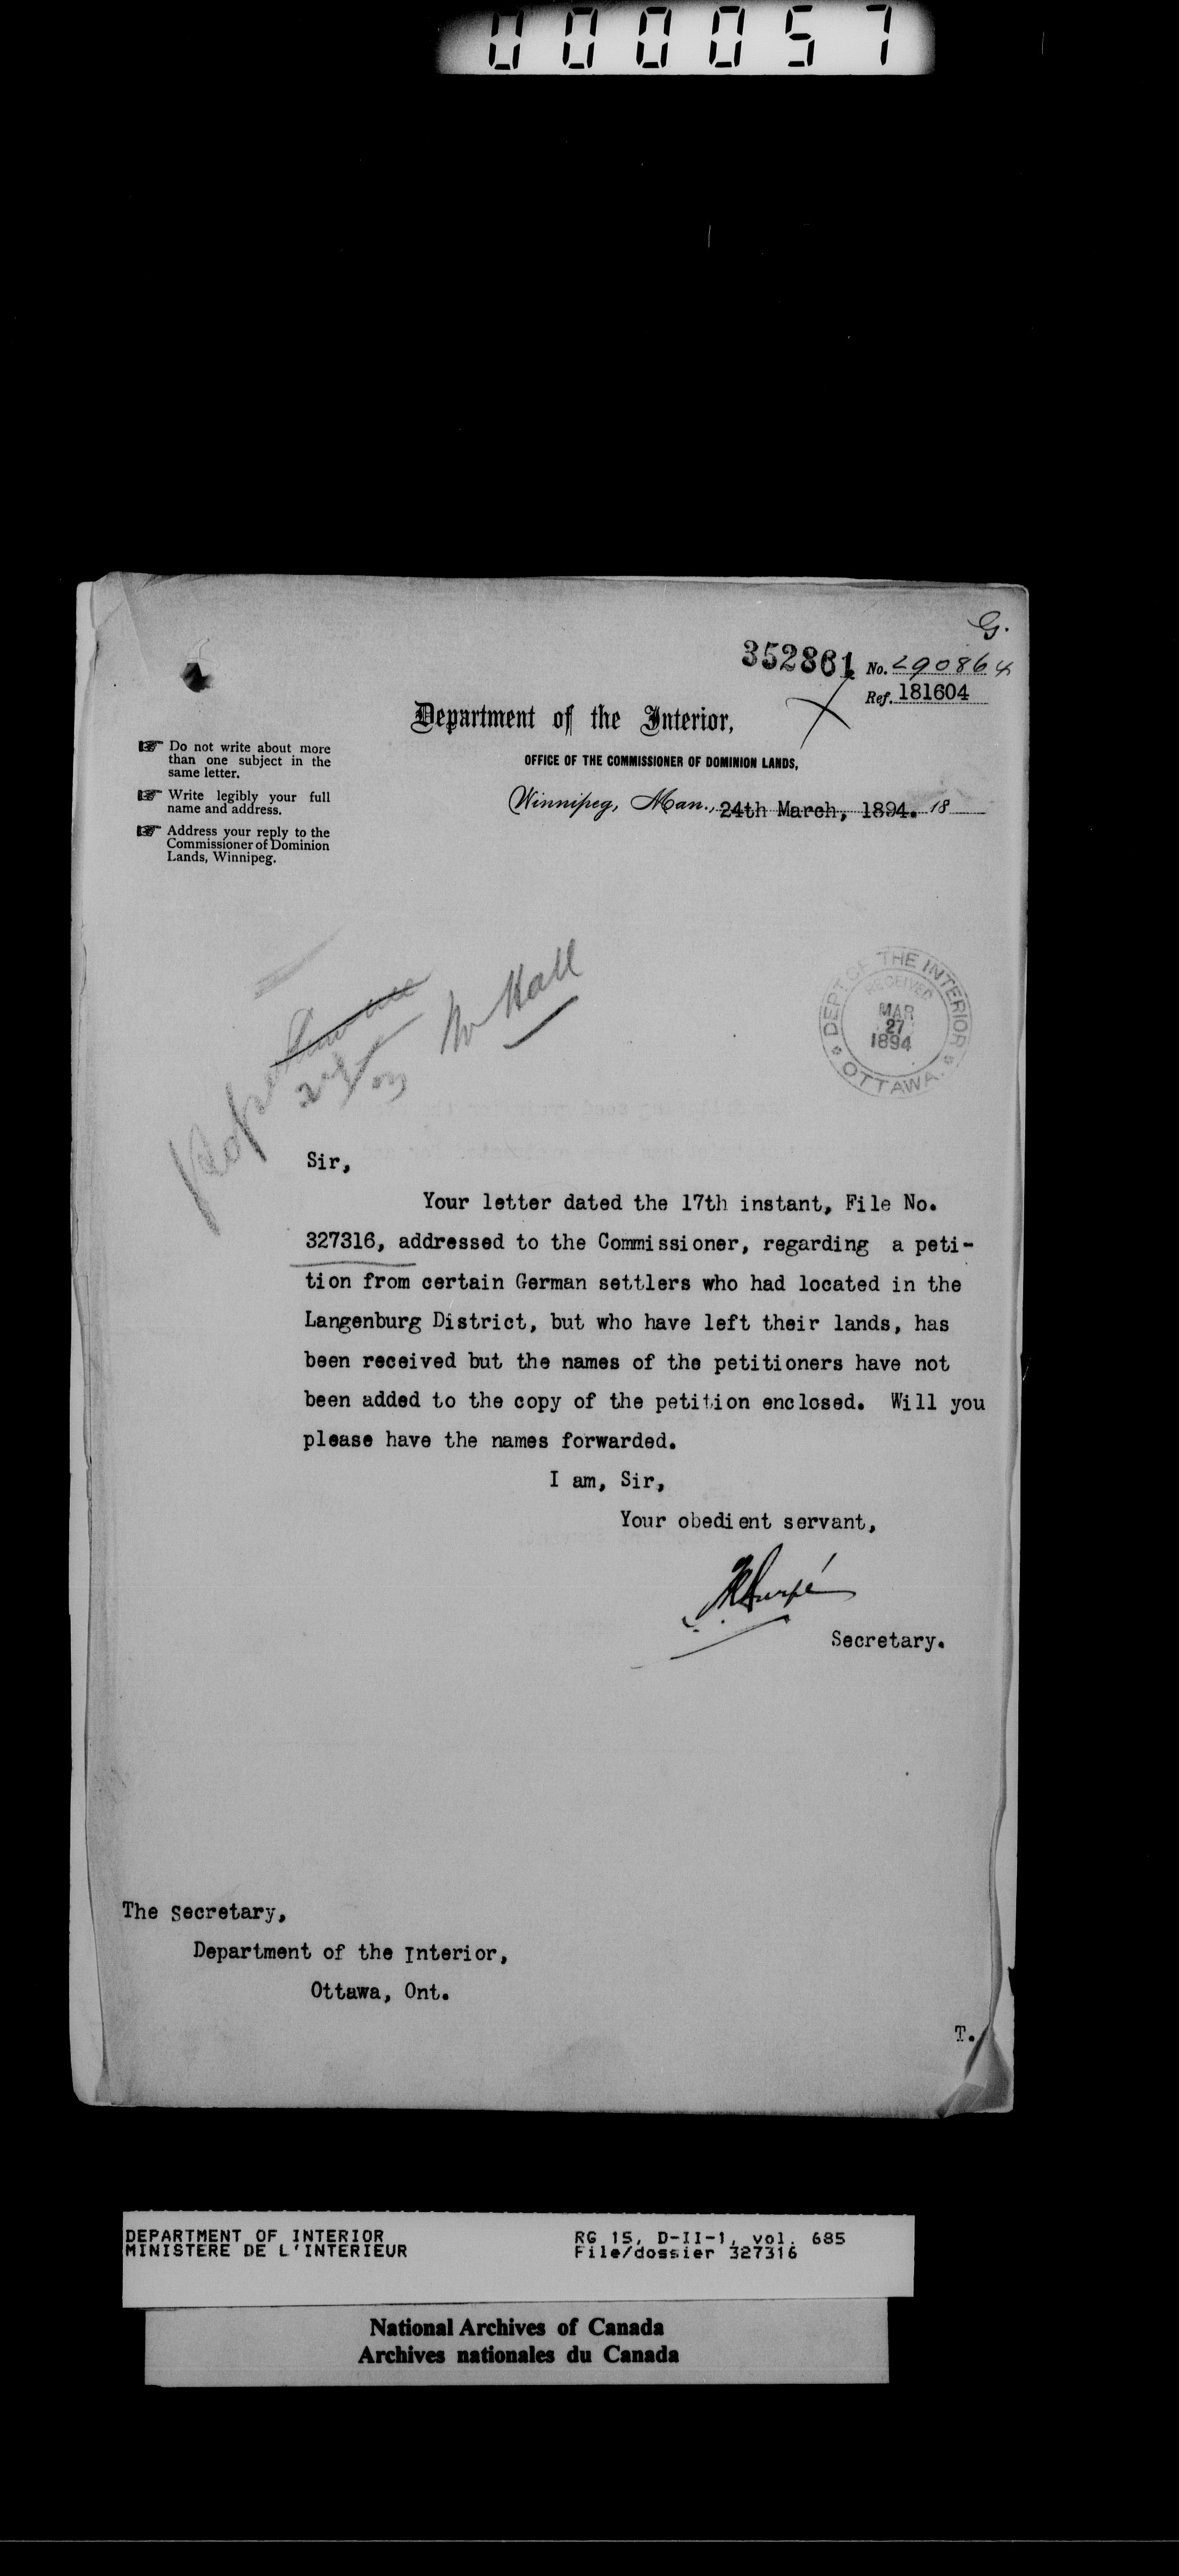 000057
G.
352861 No. 290864
Ref. 181604
Department of the Interior,
OFFICE OF THE COMMISSIONER OF DOMINION LANDS,
Winnipeg, Man., 24th March, 1894. 18
☞ Do not write about more
than one subject in the
same letter.
☞ Write legibly your full
name and address.
☞ Address your reply to the
Commissioner of Dominion
Lands, Winnipeg.
Mr Hall
DEPT. OF THE INTERIOR
RECEIVED
MAR
27
1894
OTTAWA
Sir,
Your letter dated the 17th instant, File No.
327316, addressed to the Commissioner, regarding a peti-
tion from certain German settlers who had located in the
Langenburg District, but who have left their lands, has
been received but the names of the petitioners have not
been added to the copy of the petition enclosed. Will you
please have the names forwarded.
I am, Sir,
Your obedient servant,
Secretary.
The Secretary,
Department of the Interior,
Ottawa, Ont.
T.
DEPARTMENT OF INTERIOR
MINISTERE DE L'INTERIEUR
RG 15, D-II-1, vol. 685
File/dossier 327316
National Archives of Canada
Archives nationales du Canada